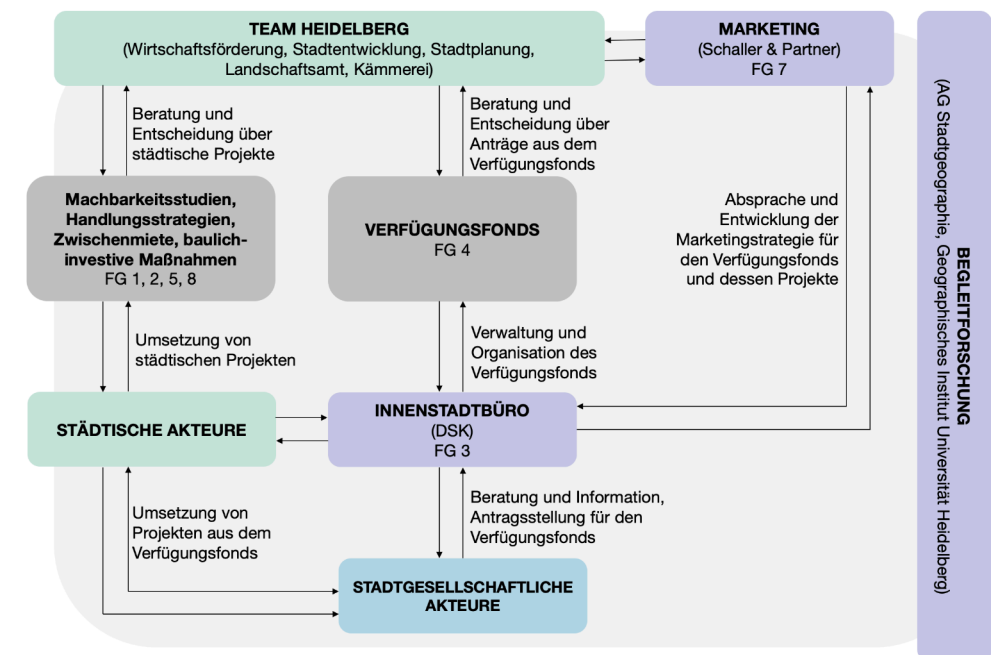 TEAM HEIDELBERG
(Wirtschaftsförderung, Stadtentwicklung, Stadtplanung,
Landschaftsamt, Kämmerei)
MARKETING
(Schaller & Partner)
FG 7
Beratung und
Entscheidung über
städtische Projekte
Beratung und
Entscheidung über
Anträge aus dem
Verfügungsfonds
Machbarkeitsstudien,
Handlungsstrategien,
Zwischenmiete, baulich-
investive Maßnahmen
FG 1, 2, 5, 8
VERFÜGUNGSFONDS
FG 4
Absprache und
Entwicklung der
Marketingstrategie für
den Verfügungsfonds
und dessen Projekte
Umsetzung von
städtischen Projekten
Verwaltung und
Organisation des
Verfügungsfonds
STÄDTISCHE AKTEURE
INNENSTADTBÜRO
(DSK)
FG 3
Umsetzung von
Projekten aus dem
Verfügungsfonds
Beratung und Information,
Antragsstellung für den
Verfügungsfonds
STADTGESELLSCHAFTLICHE
AKTEURE
BEGLEITFORSCHUNG
(AG Stadtgeographie, Geographisches Institut Universität Heidelberg)